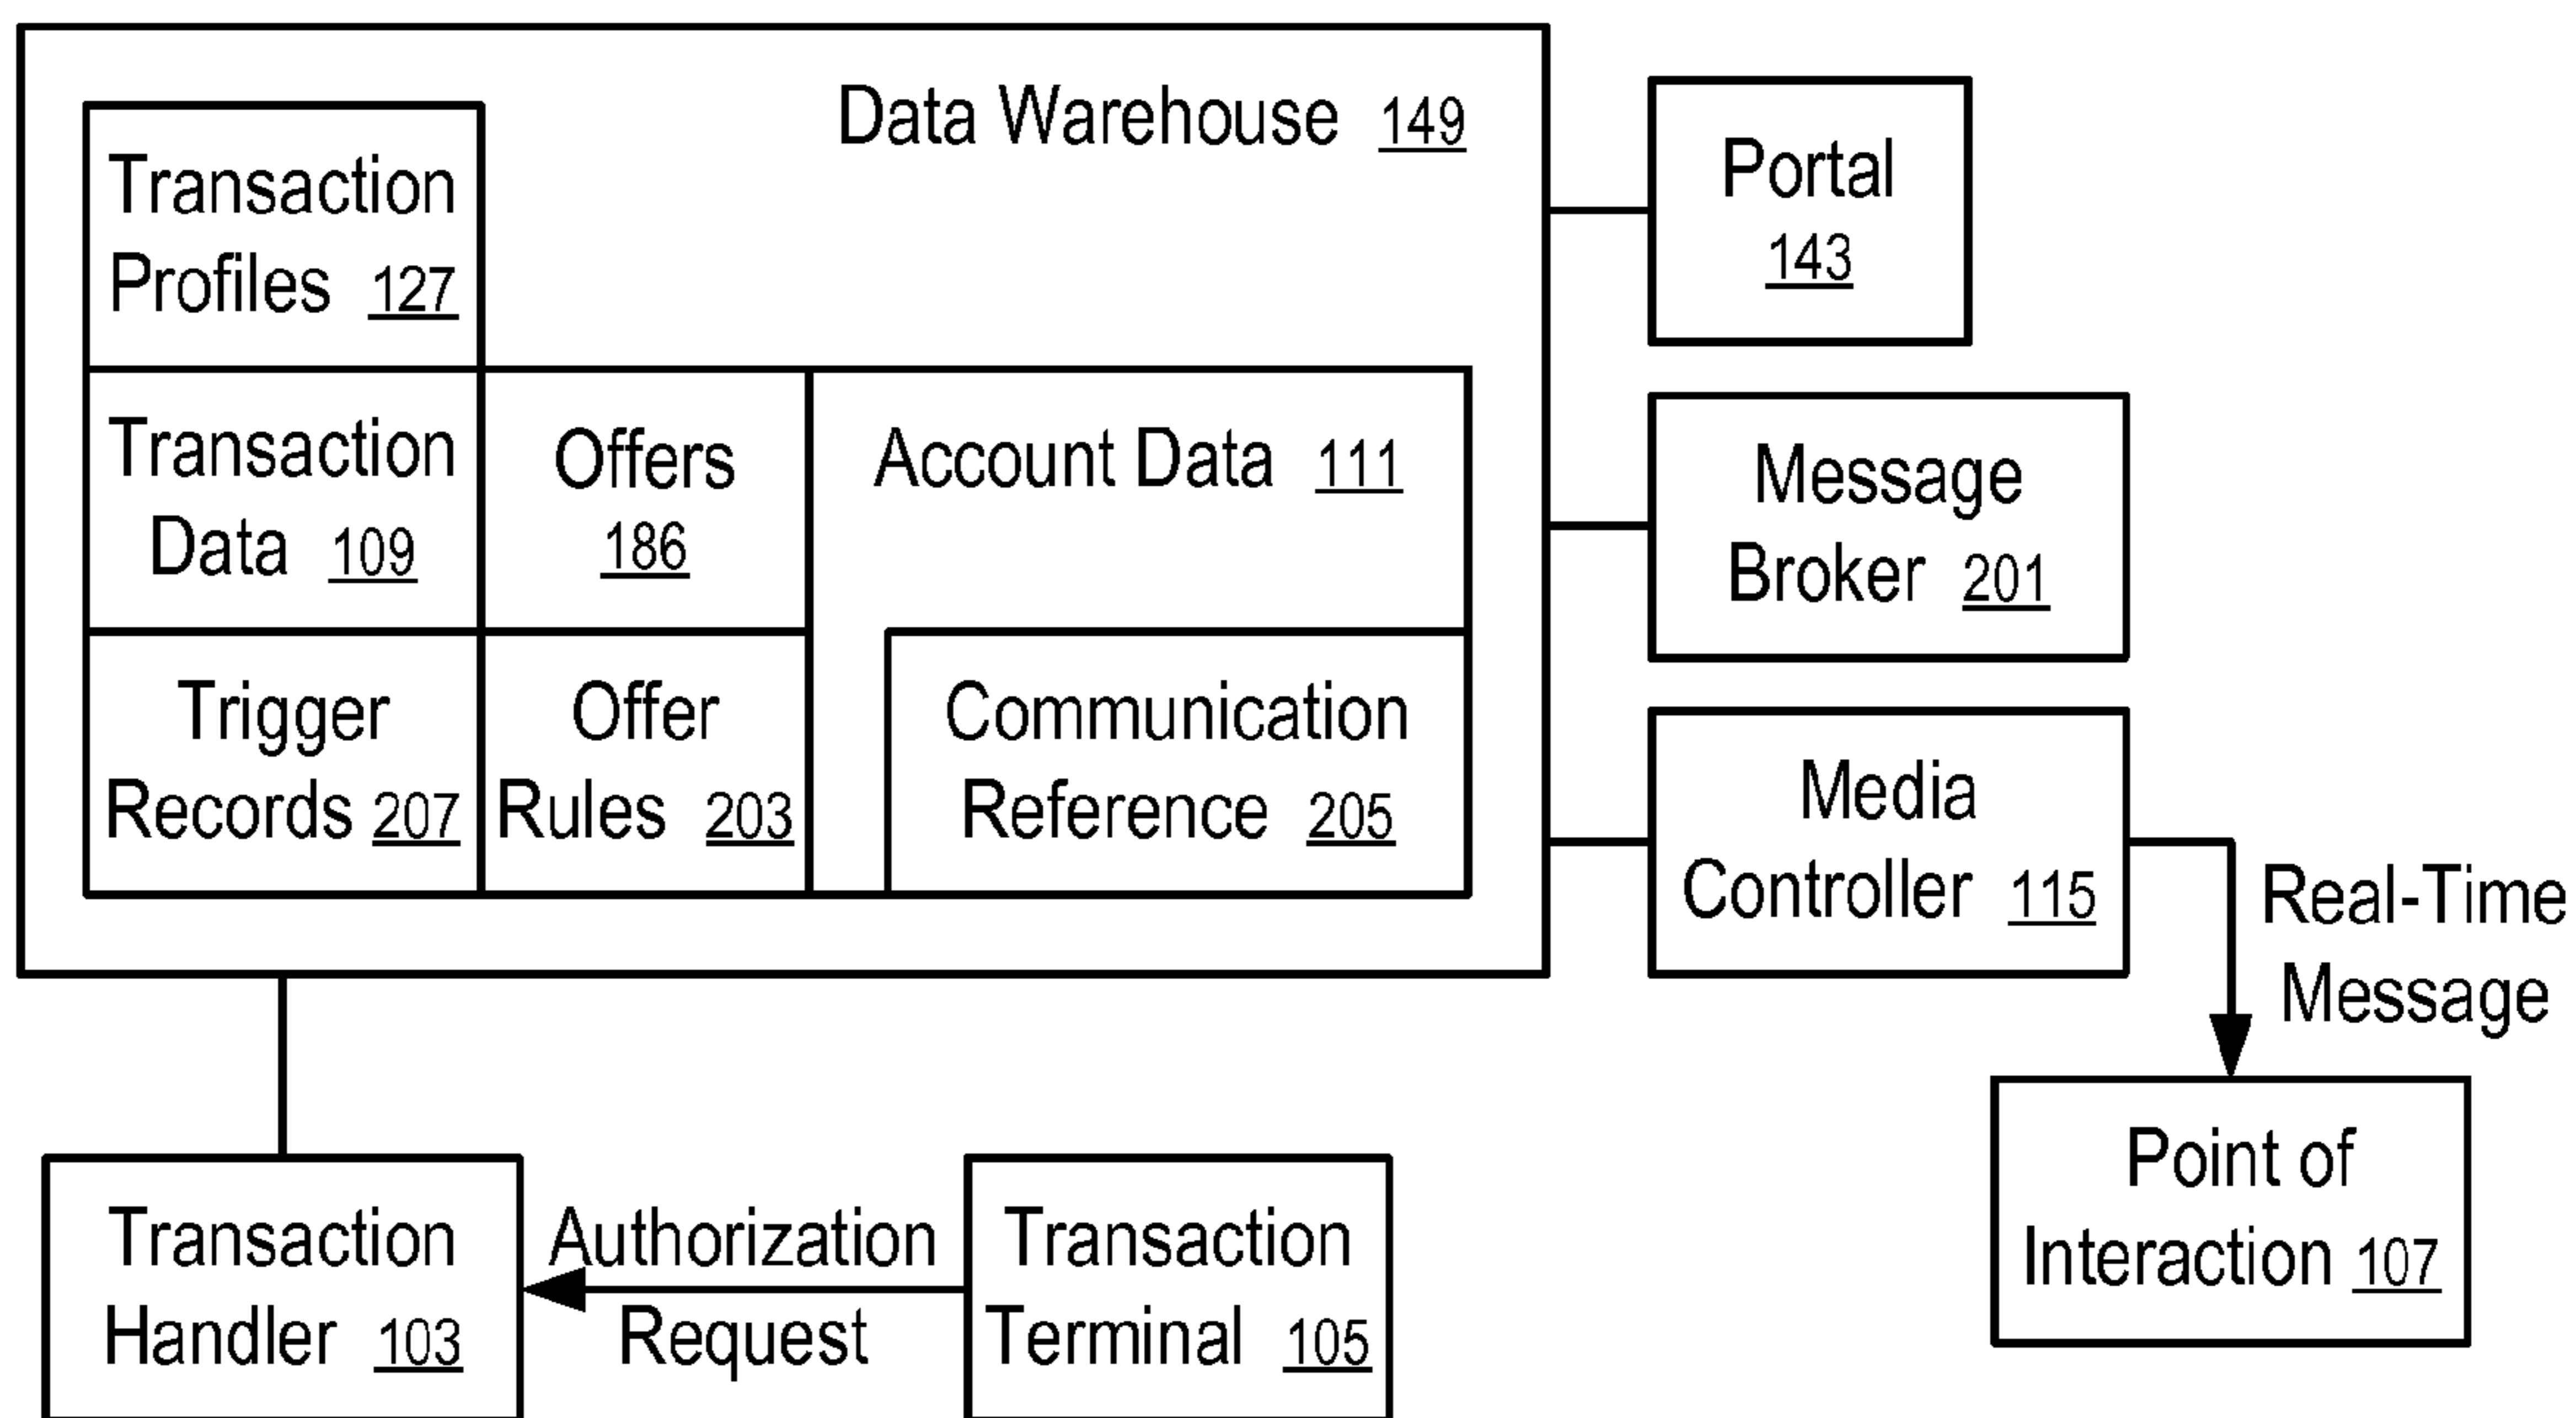 Data Warehouse 149
Transaction
Profiles 127
Transaction
Data 109
Offers
186
Account Data 111
Trigger
Records 207
Offer
Rules 203
Communication
Reference 205
Portal
143
Message
Broker 201
Media
Controller 115
Real-Time
Message
Point of
Interaction 107
Transaction
Handler 103
Authorization
Request
Transaction
Terminal 105